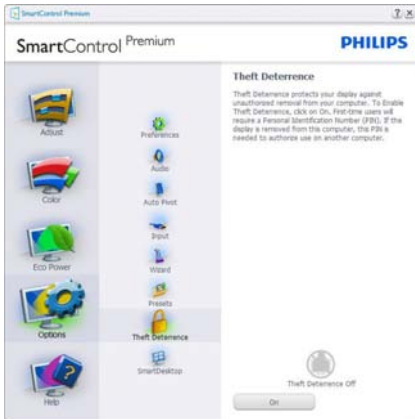 SmartControl Premium
SmartControl Premium
PHILIPS
Adjust
Color
Eco Power
Options
Help
Preferences
Audio
Auto Pivot
Input
Wizard
Presets
Theft Deterrence
SmartDesktop
Theft Deterrence
Theft Deterrence protects your display against
unauthorized removal from your computer. To Enable
Theft Deterrence, click on On. First-time users will
require a Personal Identification Number (PIN). If the
display is removed from this computer, this PIN is
needed to authorize use on another computer.
Theft Deterrence Off
On